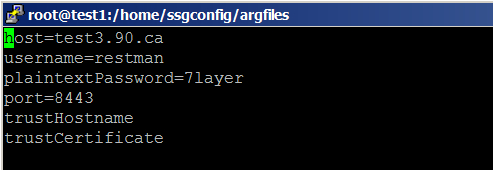 root@test1:/home/ssgconfig/argfiles
host=test3.90.ca
username=restman
plaintextPassword=7layer
port=8443
trustHostname
trustCertificate